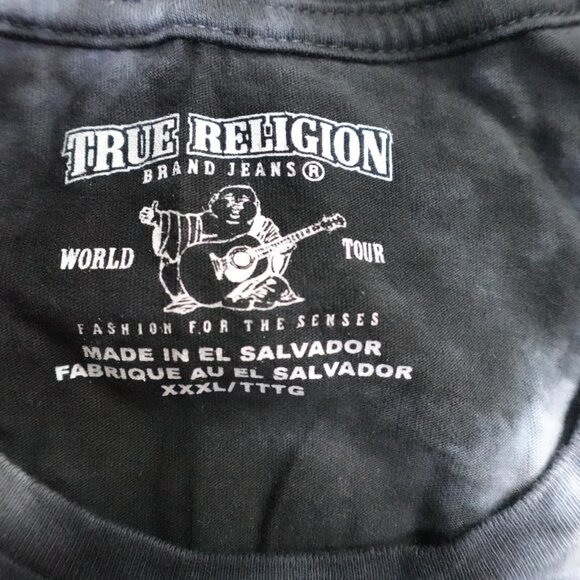 TRUE RELIGION
BRAND JEANS®
WORLD TOUR
FASHION FOR THE SENSES
MADE IN EL SALVADOR
FABRIQUE AU EL SALVADOR
XXXL/TTTG